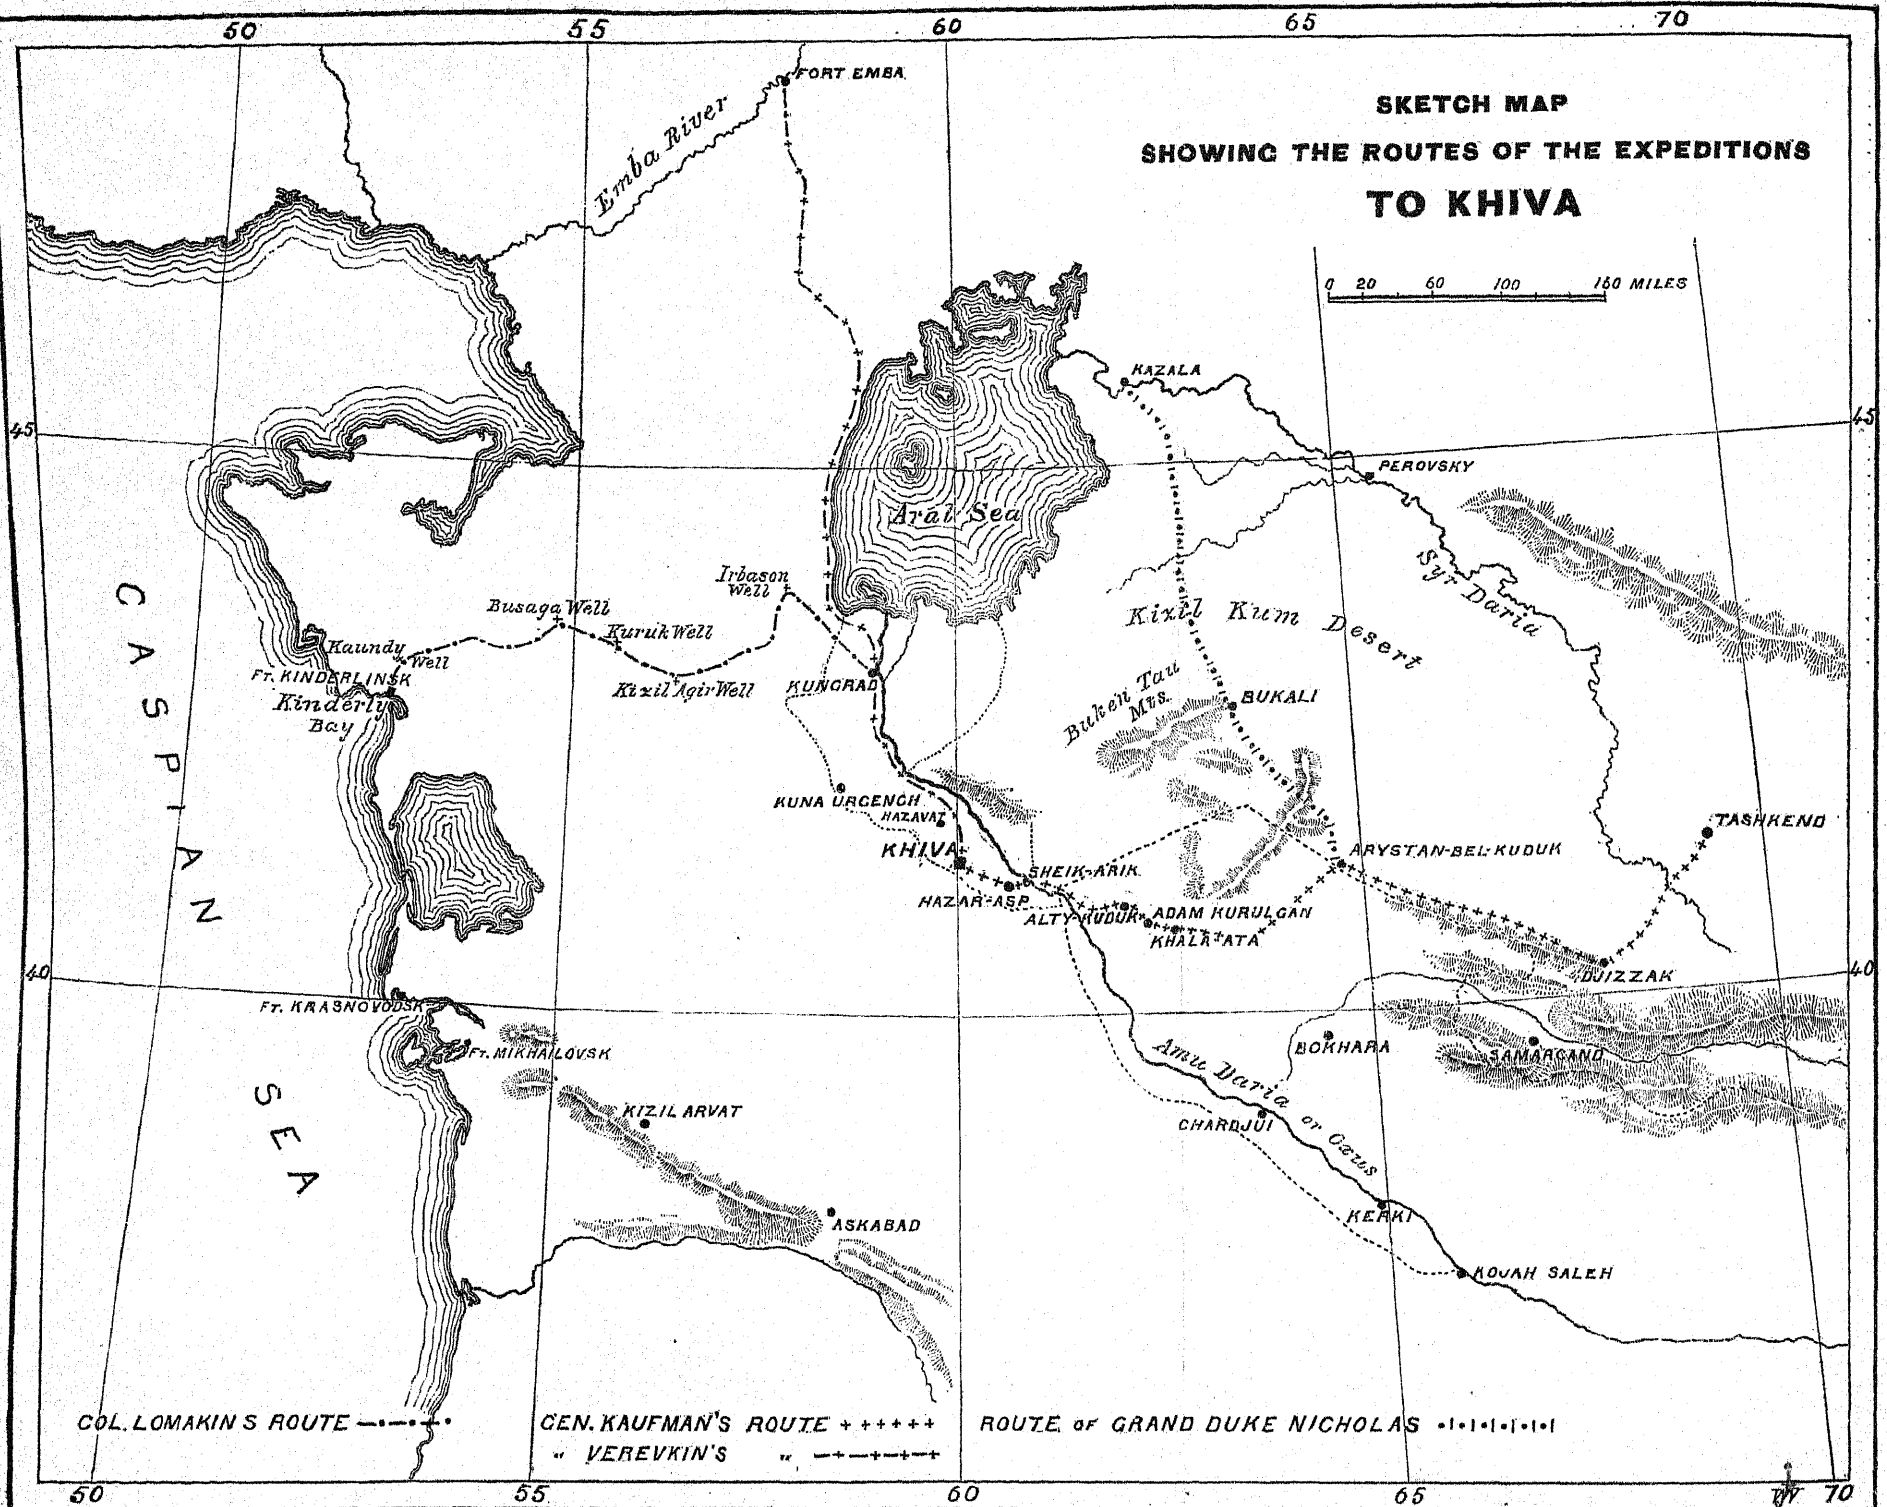 50 55 60 65 70
SKETCH MAP
SHOWING THE ROUTES OF THE EXPEDITIONS
TO KHIVA
0 20 60 100 160 MILES
FORT EMBA
Emba River
KAZALA
45
45
PEROVSKY
Aral Sea
Syr-Daria
Irbason
Well
Busaga Well
Kuruk Well
Kizil Kum Desert
Kaundy
Well
FT. KINDERLINSK
Kinderly
Bay
Kizil Agir Well
KUNGRAD
Buken Tau
Mts.
BUKALI
CASPIAN
SEA
KUNA URGENCH
HAZAVAT
KHIVA
TASHKEND
ARYSTAN-BEL-KUDUK
SHEIK-ARIK
HAZAR-ASP
ALTY-KUDUK
ADAM KURULGAN
KHALA-ATA
40
40
DJIZZAK
FT. KRASNOVODSK
FT. MIKHAILOVSK
BOKHARA
SAMARCAND
Amu Daria or Oxus
KIZIL ARVAT
CHARDJUI
ASKABAD
KERKI
KOJAH SALEH
COL. LOMAKINS ROUTE
GEN. KAUFMAN'S ROUTE
" VEREVKIN'S "
ROUTE OF GRAND DUKE NICHOLAS
50 55 60 65 70